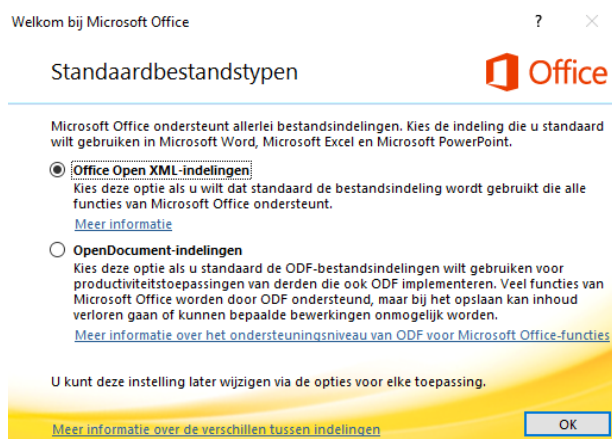 Welkom bij Microsoft Office ?
Standaardbestandstypen Office
Microsoft Office ondersteunt allerlei bestandsindelingen. Kies de indeling die u standaard
wilt gebruiken in Microsoft Word, Microsoft Excel en Microsoft PowerPoint.
Office Open XML-indelingen
Kies deze optie als u wilt dat standaard de bestandsindeling wordt gebruikt die alle
functies van Microsoft Office ondersteunt.
Meer informatie
OpenDocument-indelingen
Kies deze optie als u standaard de ODF-bestandsindelingen wilt gebruiken voor
productiviteitstoepassingen van derden die ook ODF implementeren. Veel functies van
Microsoft Office worden door ODF ondersteund, maar bij het opslaan kan inhoud
verloren gaan of kunnen bepaalde bewerkingen onmogelijk worden.
Meer informatie over het ondersteuningsniveau van ODF voor Microsoft Office-functies
U kunt deze instelling later wijzigen via de opties voor elke toepassing.
Meer informatie over de verschillen tussen indelingen OK